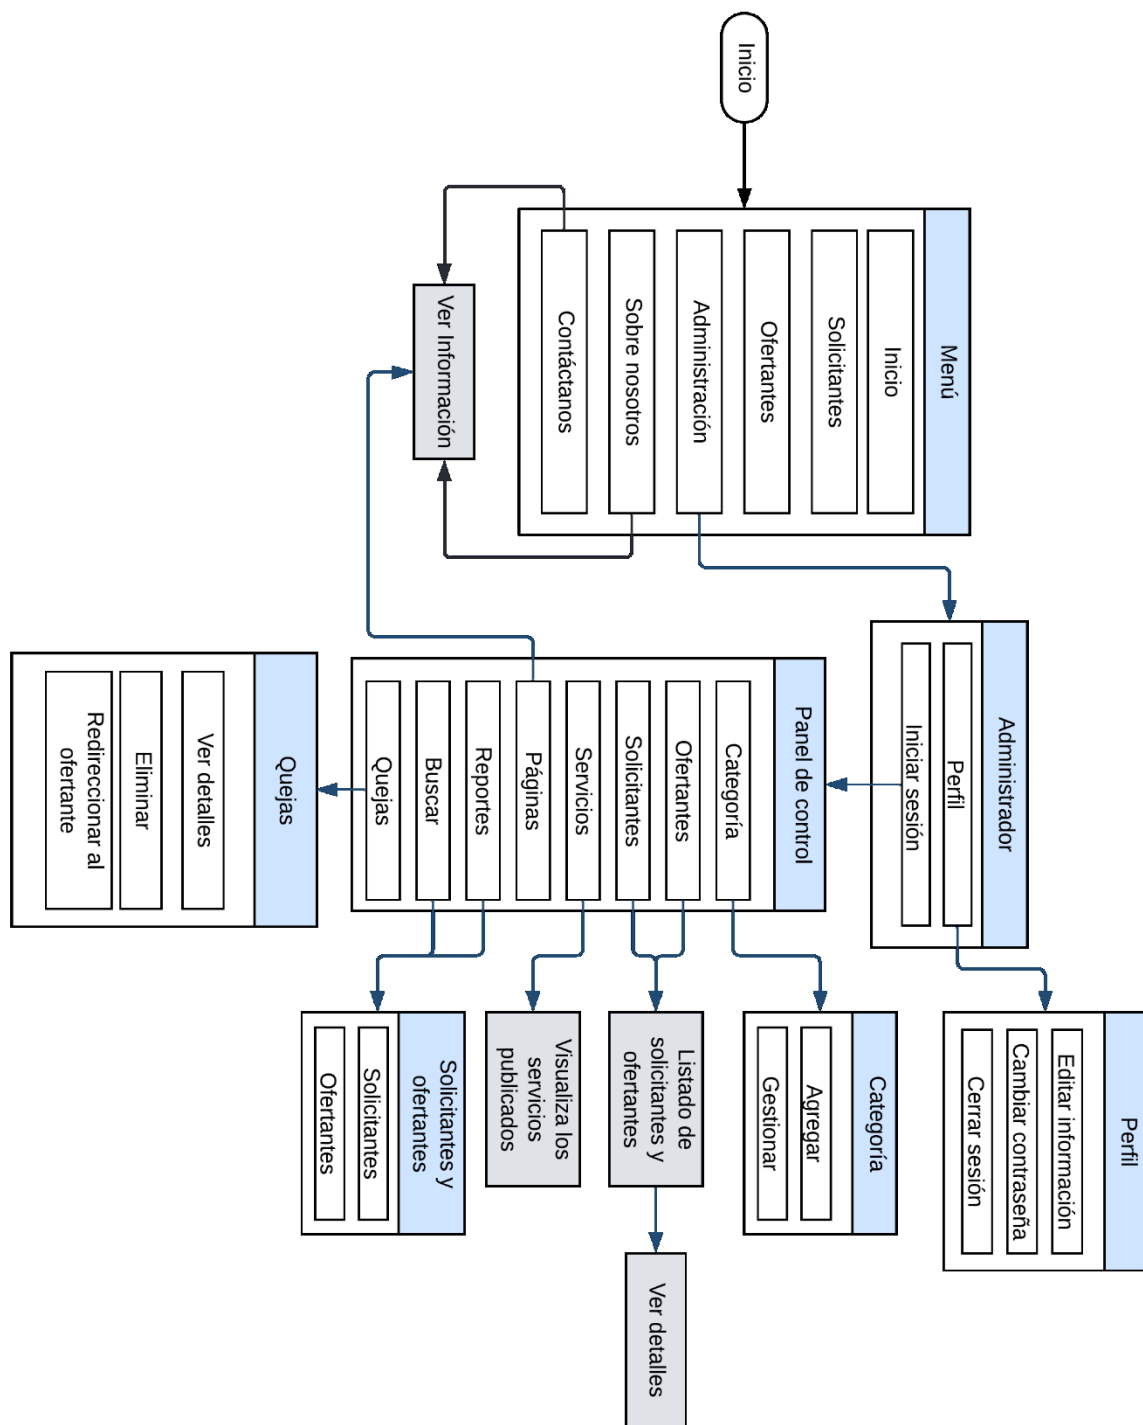 Inicio
Menú
Inicio
Solicitantes
Ofertantes
Administración
Sobre nosotros
Contáctanos
Ver Información
Administrador
Perfil
Iniciar sesión
Panel de control
Categoría
Ofertantes
Solicitantes
Servicios
Páginas
Reportes
Buscar
Quejas
Quejas
Ver detalles
Eliminar
Redireccionar al
ofertante
Perfil
Editar información
Cambiar contraseña
Cerrar sesión
Categoría
Agregar
Gestionar
Listado de
solicitantes y
ofertantes
Visualiza los
servicios
publicados
Solicitantes y
ofertantes
Solicitantes
Ofertantes
Ver detalles